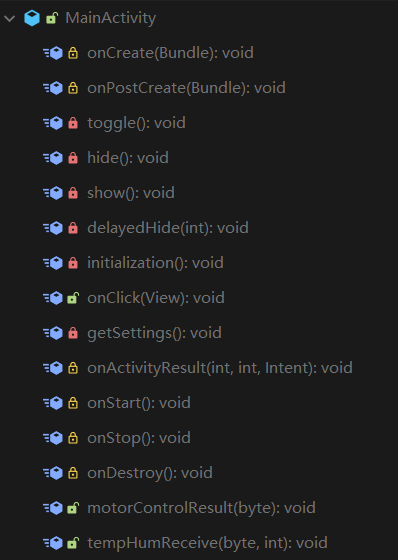 MainActivity
onCreate(Bundle): void
onPostCreate(Bundle): void
toggle(): void
hide(): void
show(): void
delayedHide(int): void
initialization(): void
onClick(View): void
getSettings(): void
onActivityResult(int, int, Intent): void
onStart(): void
onStop(): void
onDestroy(): void
motorControlResult(byte): void
tempHumReceive(byte, int): void